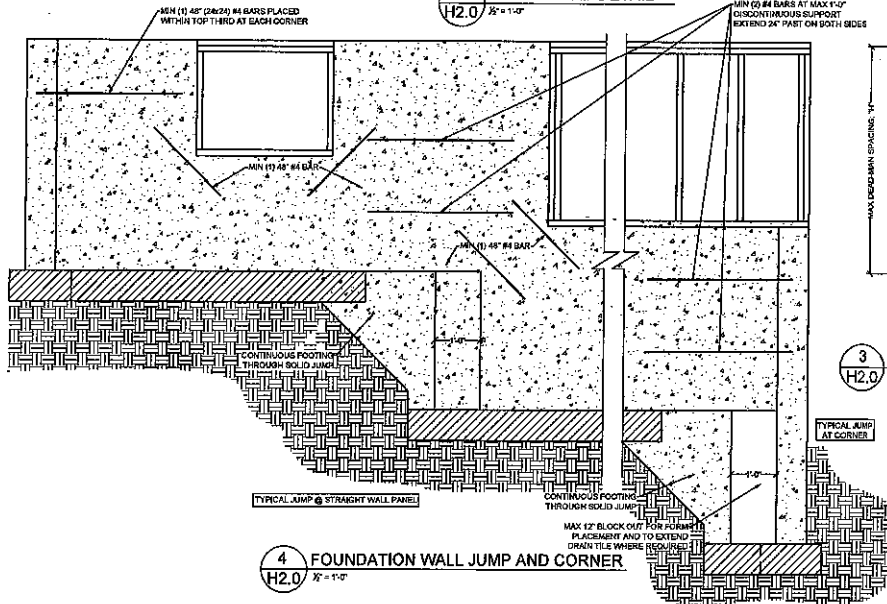 MIN (1) 48" (24x24) #4 BARS PLACED
WITHIN TOP THIRD AT EACH CORNER
H2.0
MIN (2) #4 BARS AT MAX 1'-0"
DISCONTINUOUS SUPPORT
EXTEND 24" PAST ON BOTH SIDES
MIN (1) 48" #4 BAR
MAX DEAD-MAN SPACING, "H"
MIN (1) 48" #4 BAR
1'-0"
CONTINUOUS FOOTING
THROUGH SOLID JUMP
3
H2.0
TYPICAL JUMP
AT CORNER
1'-0"
TYPICAL JUMP @ STRAIGHT WALL PANEL
CONTINUOUS FOOTING
THROUGH SOLID JUMP
MAX 12" BLOCK OUT FOR FORM
PLACEMENT AND TO EXTEND
DRAIN TILE WHERE REQUIRED
4
H2.0
FOUNDATION WALL JUMP AND CORNER